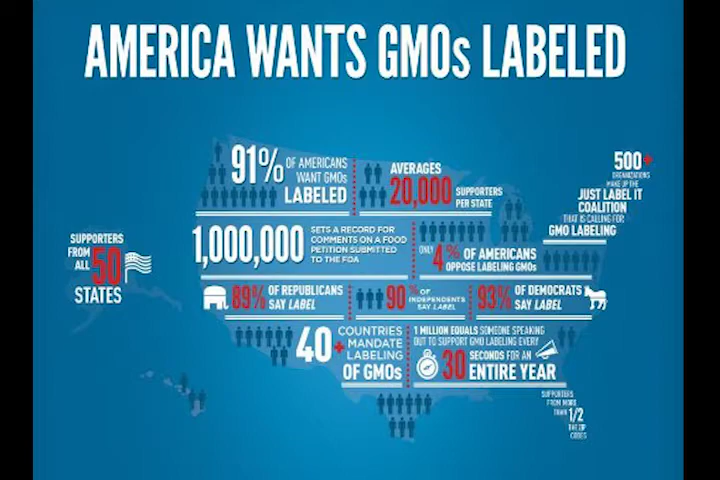 AMERICA WANTS GMOs LABELED
91% OF AMERICANS
WANT GMOs
LABELED
AVERAGES
20,000 SUPPORTERS
PER STATE
500+
ORGANIZATIONS
MAKE UP THE
JUST LABEL IT
COALITION
THAT IS CALLING FOR
GMO LABELING
SUPPORTERS
FROM
ALL 50
STATES
1,000,000 SETS A RECORD FOR
COMMENTS ON A FOOD
PETITION SUBMITTED
TO THE FDA
ONLY 4% OF AMERICANS
OPPOSE LABELING GMOs
89% OF REPUBLICANS
SAY LABEL
90% OF
INDEPENDENTS
SAY LABEL
93% OF DEMOCRATS
SAY LABEL
40+ COUNTRIES
MANDATE
LABELING
OF GMOs
1 MILLION EQUALS SOMEONE SPEAKING
OUT TO SUPPORT GMO LABELING EVERY
30 SECONDS FOR AN
ENTIRE YEAR
SUPPORTERS
FROM MORE
THAN 1/2
THE ZIP
CODES